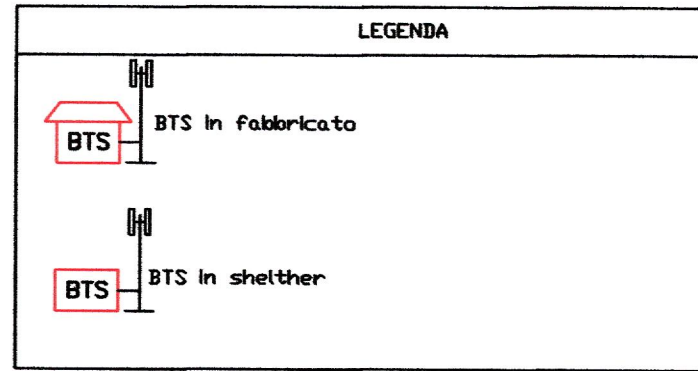 LEGENDA
BTS in fabbricato
BTS
BTS in shelther
BTS